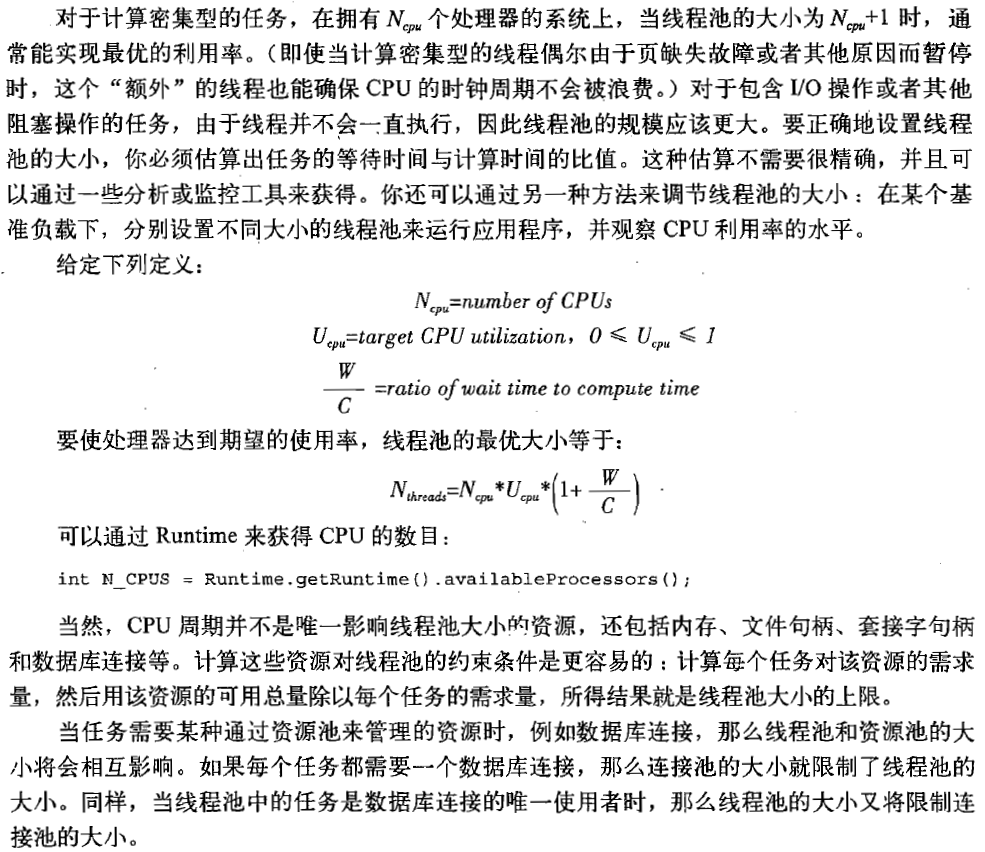 对于计算密集型的任务，在拥有 Ncpu 个处理器的系统上，当线程池的大小为 Ncpu+1 时，通
常能实现最优的利用率。（即使当计算密集型的线程偶尔由于页缺失故障或者其他原因而暂停
时，这个“额外”的线程也能确保 CPU 的时钟周期不会被浪费。）对于包含 I/O 操作或者其他
阻塞操作的任务，由于线程并不会一直执行，因此线程池的规模应该更大。要正确地设置线程
池的大小，你必须估算出任务的等待时间与计算时间的比值。这种估算不需要很精确，并且可
以通过一些分析或监控工具来获得。你还可以通过另一种方法来调节线程池的大小：在某个基
准负载下，分别设置不同大小的线程池来运行应用程序，并观察 CPU 利用率的水平。
给定下列定义：
Ncpu=number of CPUs
Ucpu=target CPU utilization，0 ≤ Ucpu ≤ 1
W/C =ratio of wait time to compute time
要使处理器达到期望的使用率，线程池的最优大小等于：
Nthreads=Ncpu*Ucpu*(1+ W/C)
可以通过 Runtime 来获得 CPU 的数目：
int N_CPUS = Runtime.getRuntime().availableProcessors();
当然，CPU 周期并不是唯一影响线程池大小的资源，还包括内存、文件句柄、套接字句柄
和数据库连接等。计算这些资源对线程池的约束条件是更容易的：计算每个任务对该资源的需求
量，然后用该资源的可用总量除以每个任务的需求量，所得结果就是线程池大小的上限。
当任务需要某种通过资源池来管理的资源时，例如数据库连接，那么线程池和资源池的大
小将会相互影响。如果每个任务都需要一个数据库连接，那么连接池的大小就限制了线程池的
大小。同样，当线程池中的任务是数据库连接的唯一使用者时，那么线程池的大小又将限制连
接池的大小。